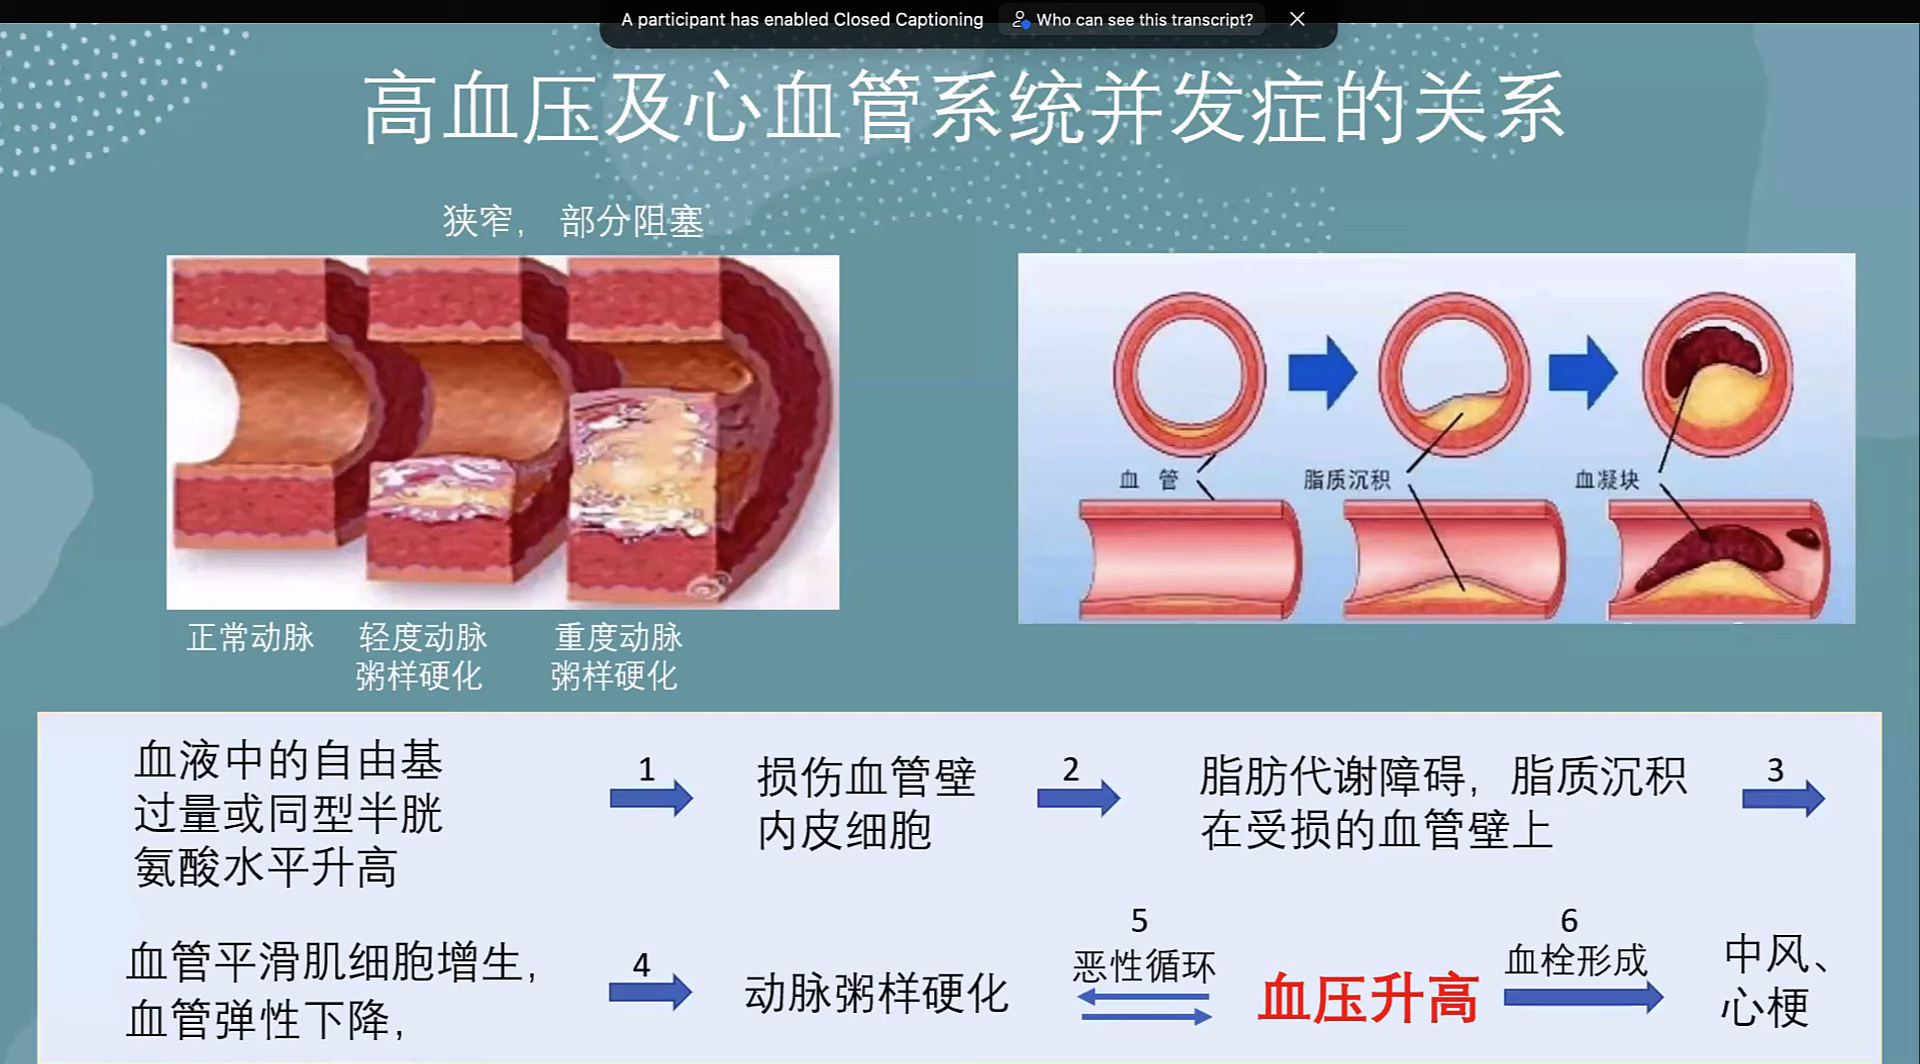 A participant has enabled Closed Captioning Who can see this transcript?
高血压及心血管系统并发症的关系
狭窄， 部分阻塞
血 管
脂质沉积
血凝块
正常动脉
轻度动脉
粥样硬化
重度动脉
粥样硬化
血液中的自由基
过量或同型半胱
氨酸水平升高
1
损伤血管壁
内皮细胞
2
脂肪代谢障碍，脂质沉积
在受损的血管壁上
3
血管平滑肌细胞增生，
血管弹性下降，
4
动脉粥样硬化
5
恶性循环
血压升高
6
血栓形成
中风、
心梗